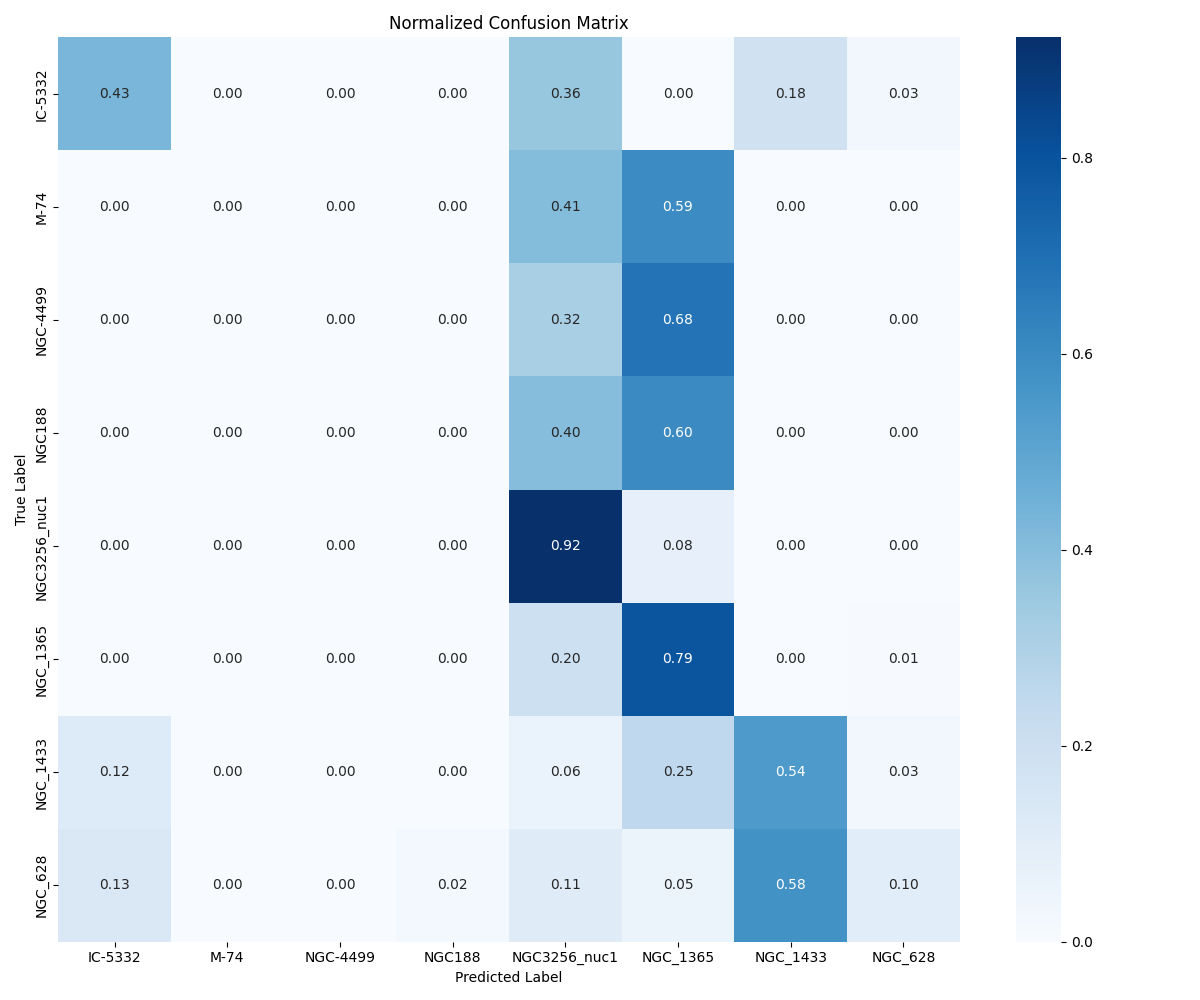 Normalized Confusion Matrix
IC-5332
0.43 0.00 0.00 0.00 0.36 0.00 0.18 0.03
M-74
0.00 0.00 0.00 0.00 0.41 0.59 0.00 0.00
NGC-4499
0.00 0.00 0.00 0.00 0.32 0.68 0.00 0.00
NGC188
0.00 0.00 0.00 0.00 0.40 0.60 0.00 0.00
NGC3256_nuc1
0.00 0.00 0.00 0.00 0.92 0.08 0.00 0.00
NGC_1365
0.00 0.00 0.00 0.00 0.20 0.79 0.00 0.01
NGC_1433
0.12 0.00 0.00 0.00 0.06 0.25 0.54 0.03
NGC_628
0.13 0.00 0.00 0.02 0.11 0.05 0.58 0.10
True Label
IC-5332 M-74 NGC-4499 NGC188 NGC3256_nuc1 NGC_1365 NGC_1433 NGC_628
Predicted Label
0.8
0.6
0.4
0.2
0.0